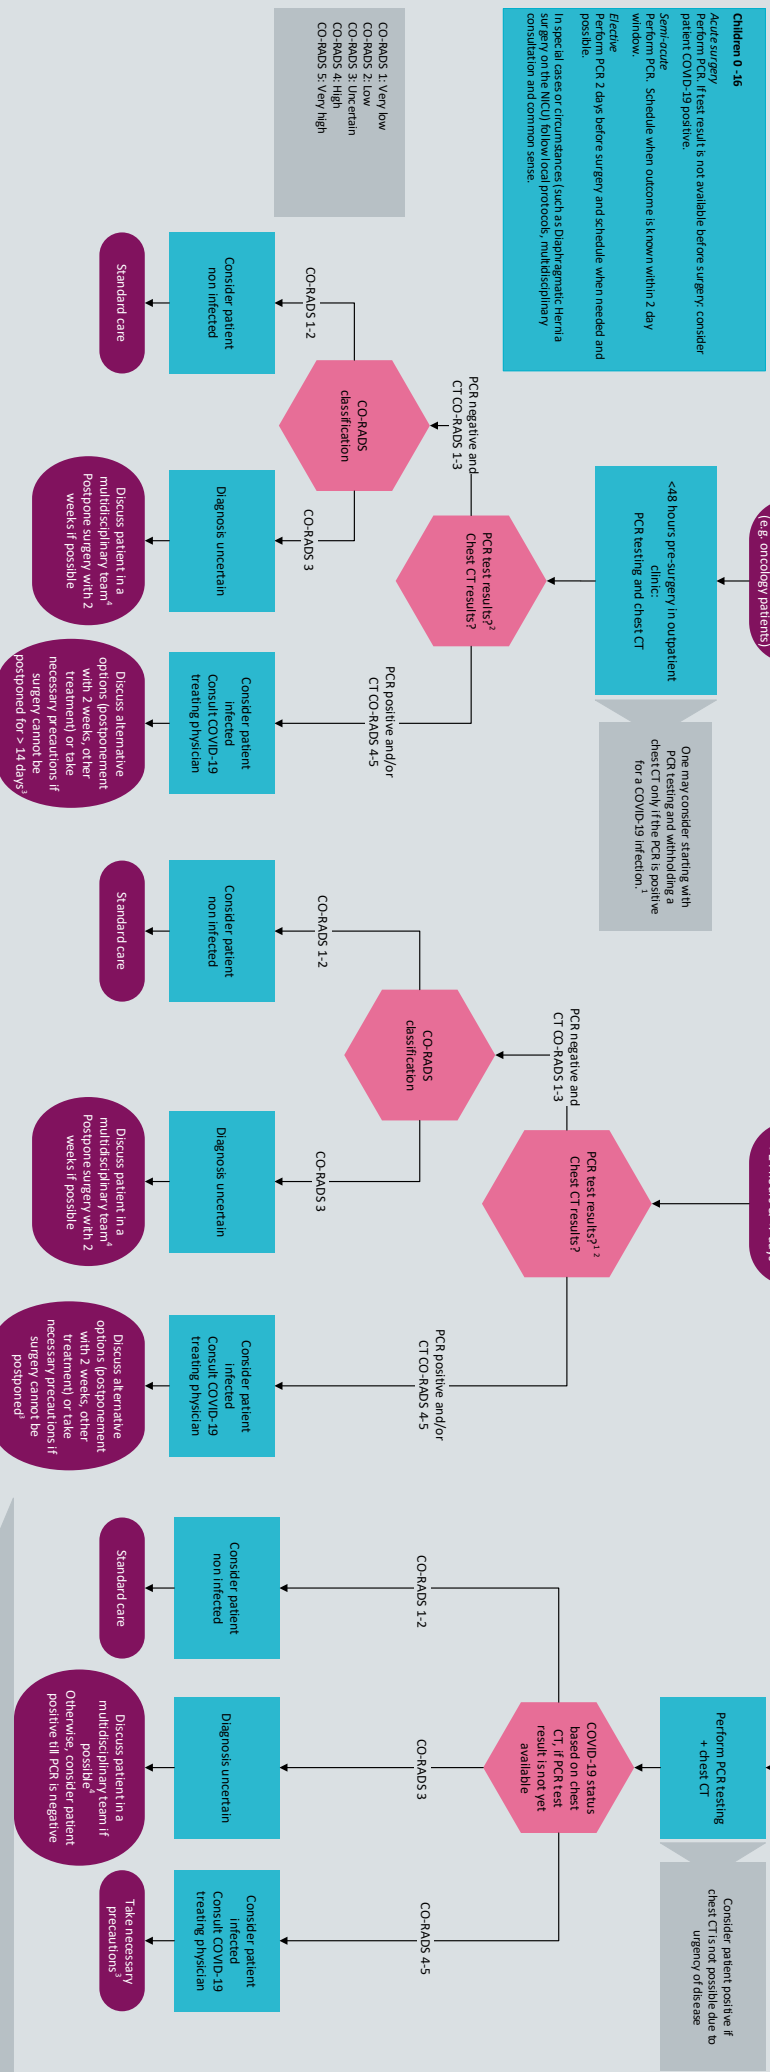 Children 0 -16
Acute surgery
Perform PCR. If test result is not available before surgery: consider
patient COVID-19 positive.
Semi-acute
Perform PCR. Schedule when outcome is known within 2 day
window.
Elective
Perform PCR 2 days before surgery and schedule when needed and
possible.
In special cases or circumstances (such as Diaphragmatic Hernia
surgery on the NICU) follow local protocols, multidisciplinary
consultation and common sense.
(e.g. oncology patients)
<48 hours pre-surgery in outpatient
clinic:
PCR testing and chest CT
One may consider starting with
PCR testing and withholding a
chest CT only if the PCR is positive
for a COVID-19 infection.1
Perform PCR testing
+ chest CT
Consider patient positive if
chest CT is not possible due to
urgency of disease
PCR test results?2
Chest CT results?
PCR test results?1 2
Chest CT results?
COVID-19 status
based on chest
CT, if PCR test
result is not yet
available
PCR negative and
CT CO-RADS 1-3
PCR positive and/or
CT CO-RADS 4-5
PCR negative and
CT CO-RADS 1-3
PCR positive and/or
CT CO-RADS 4-5
CO-RADS 1: Very low
CO-RADS 2: Low
CO-RADS 3: Uncertain
CO-RADS 4: High
CO-RADS 5: Very high
CO-RADS
classification
CO-RADS
classification
CO-RADS 1-2
CO-RADS 3
CO-RADS 1-2
CO-RADS 3
CO-RADS 1-2
CO-RADS 3
CO-RADS 4-5
Consider patient
non infected
Diagnosis uncertain
Consider patient
infected
Consult COVID-19
treating physician
Consider patient
non infected
Diagnosis uncertain
Consider patient
infected
Consult COVID-19
treating physician
Consider patient
non infected
Diagnosis uncertain
Consider patient
infected
Consult COVID-19
treating physician
Standard care
Discuss patient in a
multidisciplinary team4
Postpone surgery with 2
weeks if possible
Discuss alternative
options (postponement
with 2 weeks, other
treatment) or take
necessary precautions if
surgery cannot be
postponed for > 14 days3
Standard care
Discuss patient in a
multidisciplinary team4
Postpone surgery with 2
weeks if possible
Discuss alternative
options (postponement
with 2 weeks, other
treatment) or take
necessary precautions if
surgery cannot be
postponed3
Standard care
Discuss patient in a
multidisciplinary team if
possible4
Otherwise, consider patient
positive till PCR is negative
Take necessary
precautions3